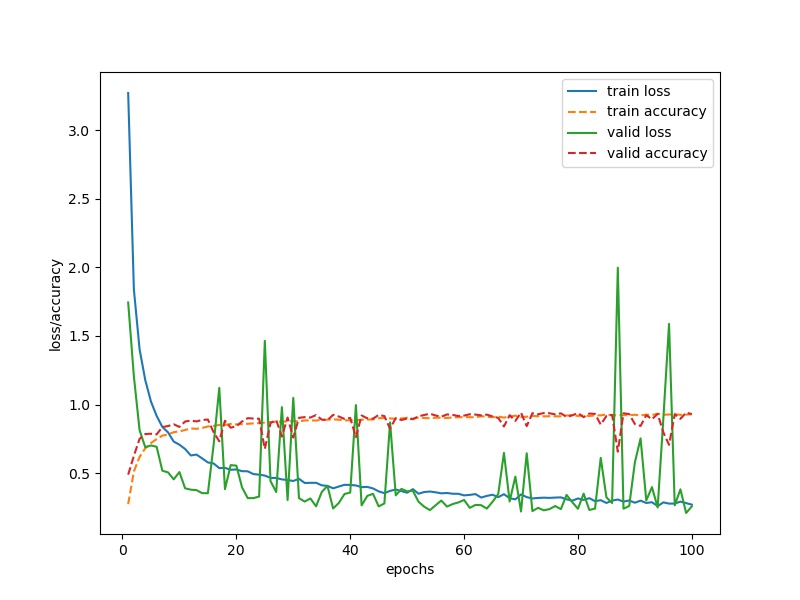 train loss
train accuracy
valid loss
valid accuracy
3.0
2.5
2.0
1.5
1.0
0.5
loss/accuracy
0
20
40
60
80
100
epochs